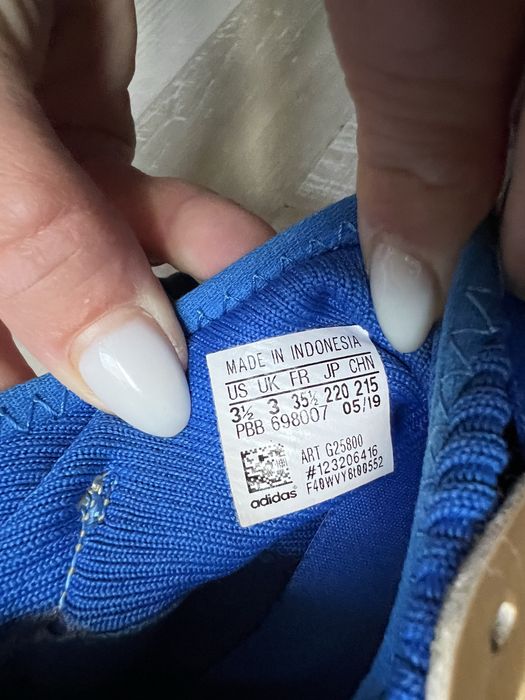 MADE IN INDONESIA
US UK FR JP CHN
3½ 3 35½ 220 215
PBB 698007 05/19
ART G25800
#123206416
adidas